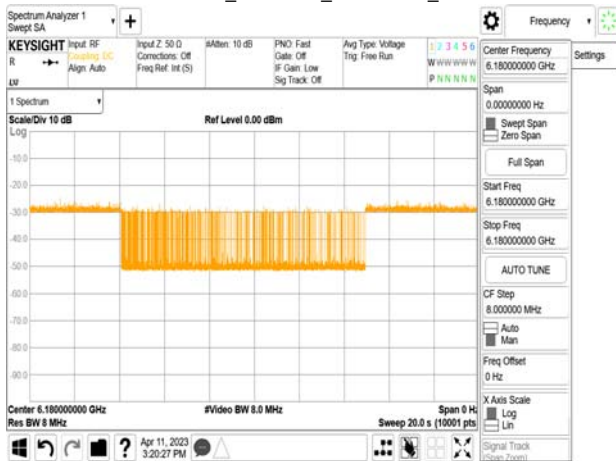 Spectrum Analyzer 1
Swept SA
+
Frequency
KEYSIGHT
R
Input: RF
Coupling: DC
Align: Auto
Input Z: 50 Ω
Corrections: Off
Freq Ref: Int (S)
#Atten: 10 dB
PNO: Fast
Gate: Off
IF Gain: Low
Sig Track: Off
Avg Type: Voltage
Trig: Free Run
1 2 3 4 5 6
W W W W W W
P N N N N N
LXI
1 Spectrum
Scale/Div 10 dB
Ref Level 0.00 dBm
Log
-10.0
-20.0
-30.0
-40.0
-50.0
-60.0
-70.0
-80.0
-90.0
Center 6.180000000 GHz
Res BW 8 MHz
#Video BW 8.0 MHz
Span 0 Hz
Sweep 20.0 s (10001 pts
?
Apr 11, 2023
3:20:27 PM
Center Frequency
6.180000000 GHz
Settings
Span
0.00000000 Hz
Swept Span
Zero Span
Full Span
Start Freq
6.180000000 GHz
Stop Freq
6.180000000 GHz
AUTO TUNE
CF Step
8.000000 MHz
Auto
Man
Freq Offset
0 Hz
X Axis Scale
Log
Lin
Signal Track
(Span Zoom)